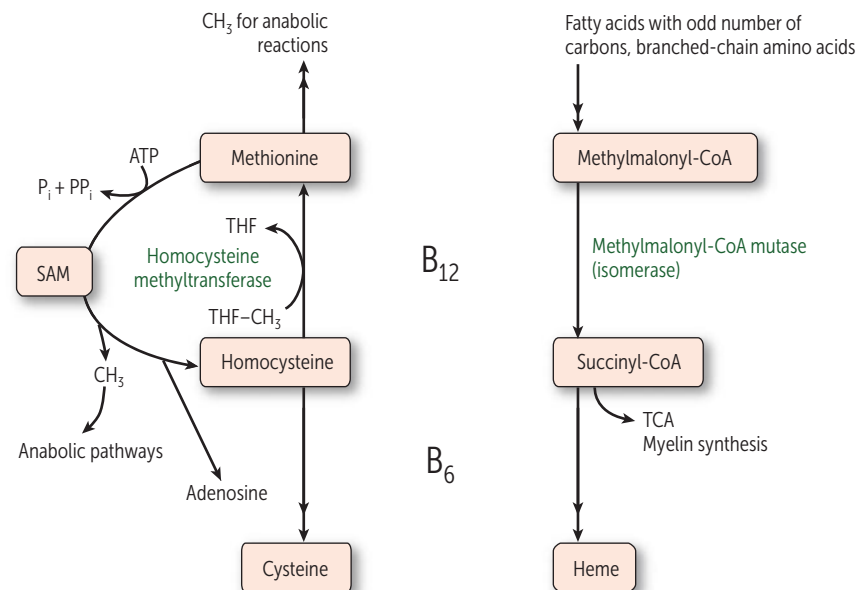 CH₃ for anabolic
reactions
Methionine
ATP
Pᵢ + PPᵢ
THF
Homocysteine
methyltransferase
SAM
THF–CH₃
Homocysteine
CH₃
Anabolic pathways
Adenosine
Cysteine
B₁₂
B₆
Fatty acids with odd number of
carbons, branched-chain amino acids
Methylmalonyl-CoA
Methylmalonyl-CoA mutase
(isomerase)
Succinyl-CoA
TCA
Myelin synthesis
Heme